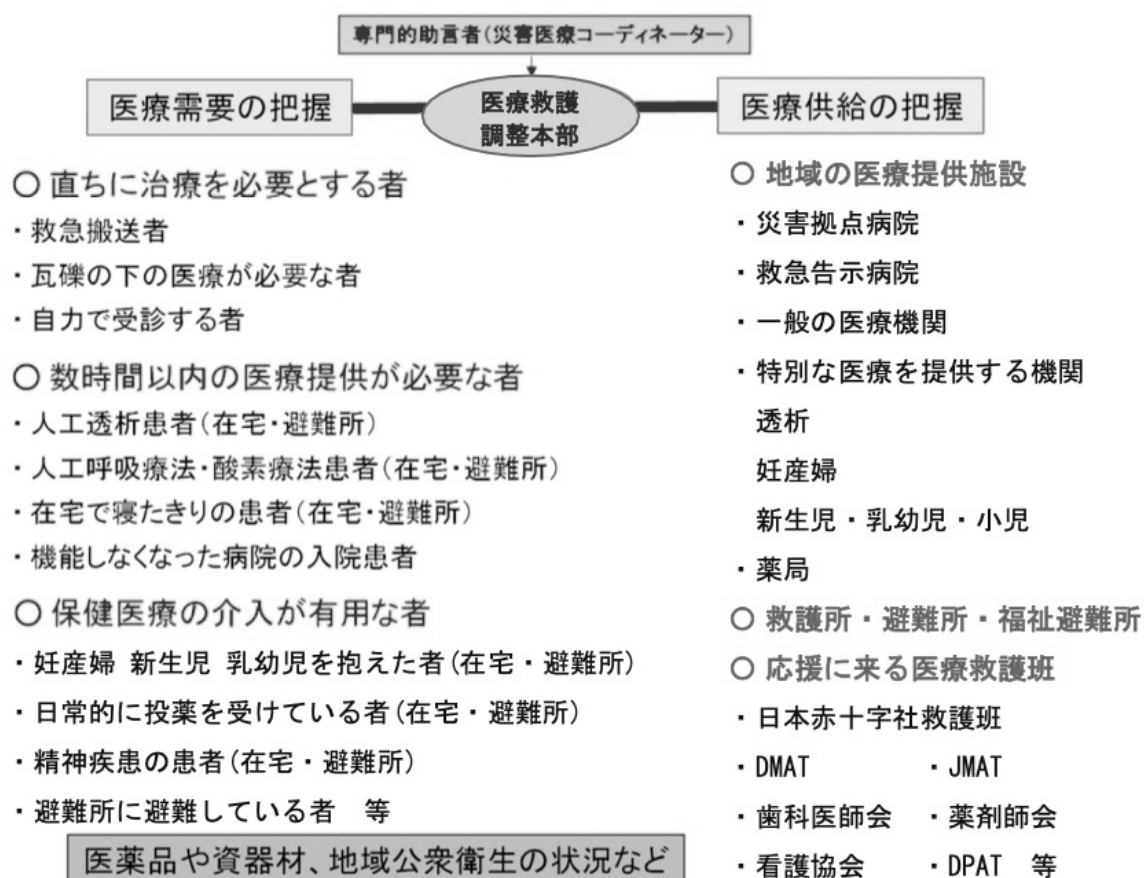 専門的助言者(災害医療コーディネーター)
医療需要の把握
医療救護
調整本部
医療供給の把握
〇 直ちに治療を必要とする者
・救急搬送者
・瓦礫の下の医療が必要な者
・自力で受診する者
〇 数時間以内の医療提供が必要な者
・人工透析患者(在宅・避難所)
・人工呼吸療法・酸素療法患者(在宅・避難所)
・在宅で寝たきりの患者(在宅・避難所)
・機能しなくなった病院の入院患者
〇 保健医療の介入が有用な者
・妊産婦 新生児 乳幼児を抱えた者(在宅・避難所)
・日常的に投薬を受けている者(在宅・避難所)
・精神疾患の患者(在宅・避難所)
・避難所に避難している者 等
医薬品や資器材、地域公衆衛生の状況など
〇 地域の医療提供施設
・災害拠点病院
・救急告示病院
・一般の医療機関
・特別な医療を提供する機関
透析
妊産婦
新生児・乳幼児・小児
・薬局
〇 救護所・避難所・福祉避難所
〇 応援に来る医療救護班
・日本赤十字社救護班
・DMAT ・JMAT
・歯科医師会 ・薬剤師会
・看護協会 ・DPAT 等